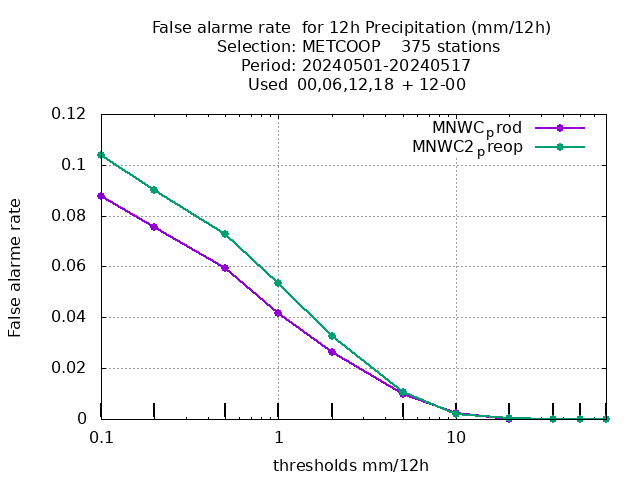 False alarme rate  for 12h Precipitation (mm/12h)
Selection: METCOOP    375 stations
Period: 20240501-20240517
Used  00,06,12,18 + 12-00
MNWCprod
MNWC2preop
0.12
0.1
0.08
0.06
0.04
0.02
0
False alarme rate
0.1
1
10
thresholds mm/12h